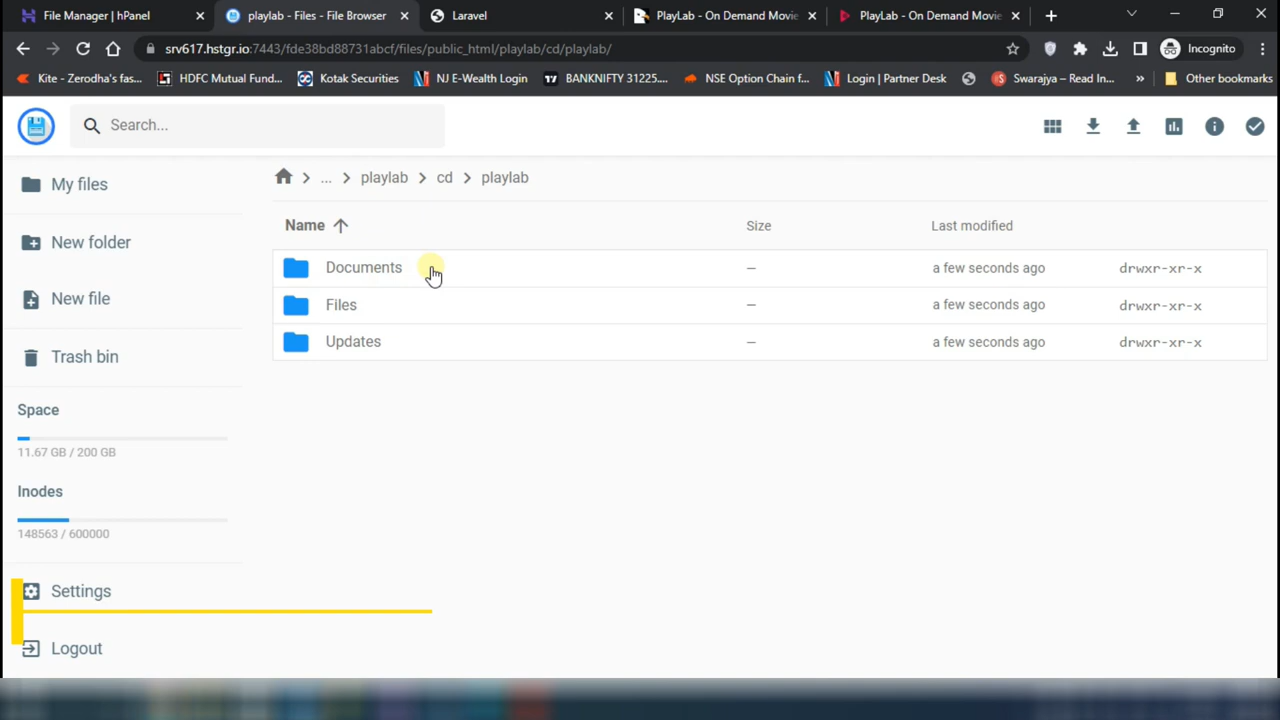 File Manager | hPanel
playlab - Files - File Browser
Laravel
PlayLab - On Demand Movie
PlayLab - On Demand Movie
srv617.hstgr.io:7443/fde38bd88731abcf/files/public_html/playlab/cd/playlab/
Incognito
Kite - Zerodha's fas...
HDFC Mutual Fund...
Kotak Securities
NJ E-Wealth Login
BANKNIFTY 31225....
NSE Option Chain f...
Login | Partner Desk
Swarajya – Read In...
»
Other bookmarks
Search...
My files
New folder
New file
Trash bin
Space
11.67 GB / 200 GB
Inodes
148563 / 600000
Settings
Logout
... > playlab > cd > playlab
Name Size Last modified
Documents — a few seconds ago drwxr-xr-x
Files — a few seconds ago drwxr-xr-x
Updates — a few seconds ago drwxr-xr-x